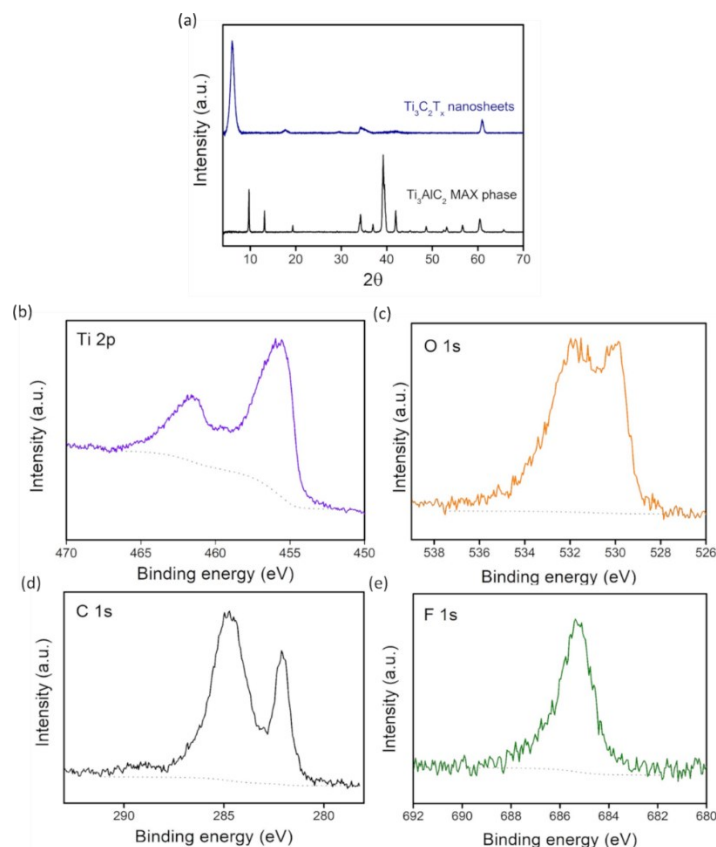 (a)
Intensity (a.u.)
Ti₃C₂Tₓ nanosheets
Ti₃AlC₂ MAX phase
10 20 30 40 50 60 70
2θ
(b)
Ti 2p
Intensity (a.u.)
470 465 460 455 450
Binding energy (eV)
(c)
O 1s
Intensity (a.u.)
538 536 534 532 530 528 526
Binding energy (eV)
(d)
C 1s
Intensity (a.u.)
290 285 280
Binding energy (eV)
(e)
F 1s
Intensity (a.u.)
692 690 688 686 684 682 680
Binding energy (eV)